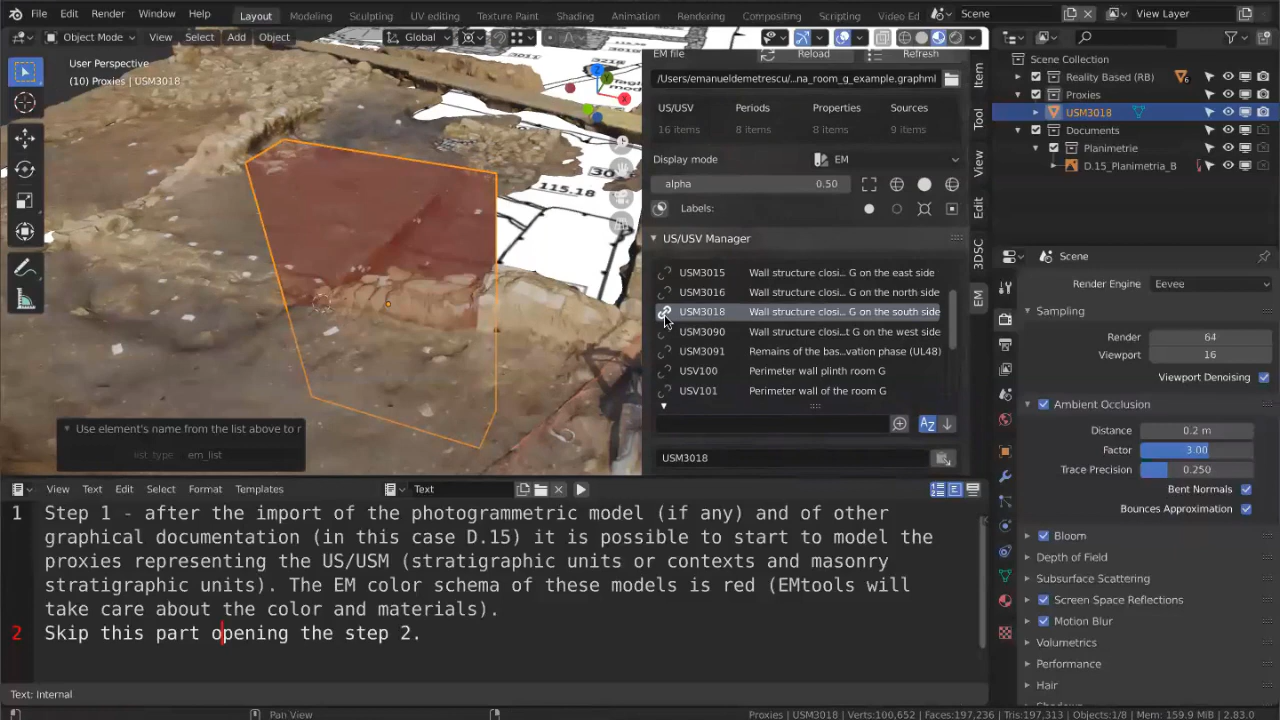 File Edit Render Window Help Layout Modeling Sculpting UV editing Texture Paint Shading Animation Rendering Compositing Scripting Video Ed Scene View Layer
Object Mode View Select Add Object Global
User Perspective
(10) Proxies | USM3018
115.18
Use element's name from the list above to r
list_type: em_list
EM file Reload Refresh
/Users/emanueldemetrescu/...na_room_g_example.graphml
US/USV Periods Properties Sources
16 items 8 items 8 items 9 items
Display mode EM
alpha 0.50
Labels:
US/USV Manager
USM3015 Wall structure closi... G on the east side
USM3016 Wall structure closi... G on the north side
USM3018 Wall structure closi... G on the south side
USM3090 Wall structure closi...t G on the west side
USM3091 Remains of the bas...vation phase (UL48)
USV100 Perimeter wall plinth room G
USV101 Perimeter wall of the room G
USM3018
Item
Tool
View
Edit
3DSC
EM
Scene Collection
Reality Based (RB) 6
Proxies
USM3018
Documents
Planimetrie
D.15_Planimetria_B
Scene
Render Engine Eevee
Sampling
Render 64
Viewport 16
Viewport Denoising
Ambient Occlusion
Distance 0.2 m
Factor 3.00
Trace Precision 0.250
Bent Normals
Bounces Approximation
Bloom
Depth of Field
Subsurface Scattering
Screen Space Reflections
Motion Blur
Volumetrics
Performance
Hair
Shadows
View Text Edit Select Format Templates Text
1 Step 1 - after the import of the photogrammetric model (if any) and of other
graphical documentation (in this case D.15) it is possible to start to model the
proxies representing the US/USM (stratigraphic units or contexts and masonry
stratigraphic units). The EM color schema of these models is red (EMtools will
take care about the color and materials).
2 Skip this part opening the step 2.
Text: Internal
Pan View
Proxies | USM3018 | Verts:100,652 | Faces:197,236 | Tris:197,313 | Objects:1/8 | Mem: 159.9 MiB | 2.83.0